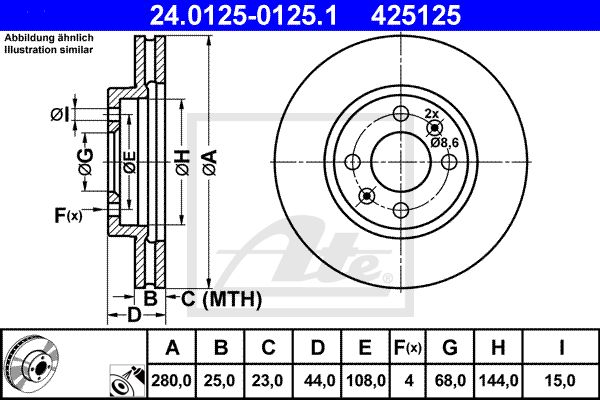 24.0125-0125.1 425125
Abbildung ähnlich
Illustration similar
ØI
ØG
ØE
ØH
ØA
F(x)
B
C (MTH)
D
2x
Ø8,6
Ate
A B C D E F(x) G H I
280,0 25,0 23,0 44,0 108,0 4 68,0 144,0 15,0